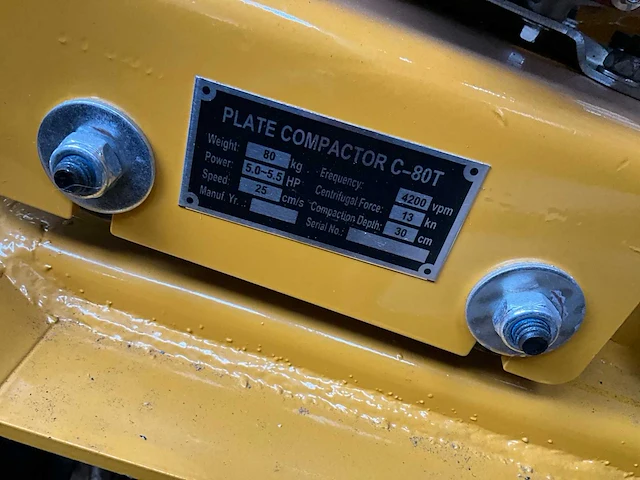 PLATE COMPACTOR C-80T
Weight: 80 kg
Power: 5.0~5.5 HP
Speed: 25 cm/s
Manuf. Yr.:
Erequency: 4200 vpm
Centrifugal Force: 13 kn
Compaction Depth: 30 cm
Serial No.: